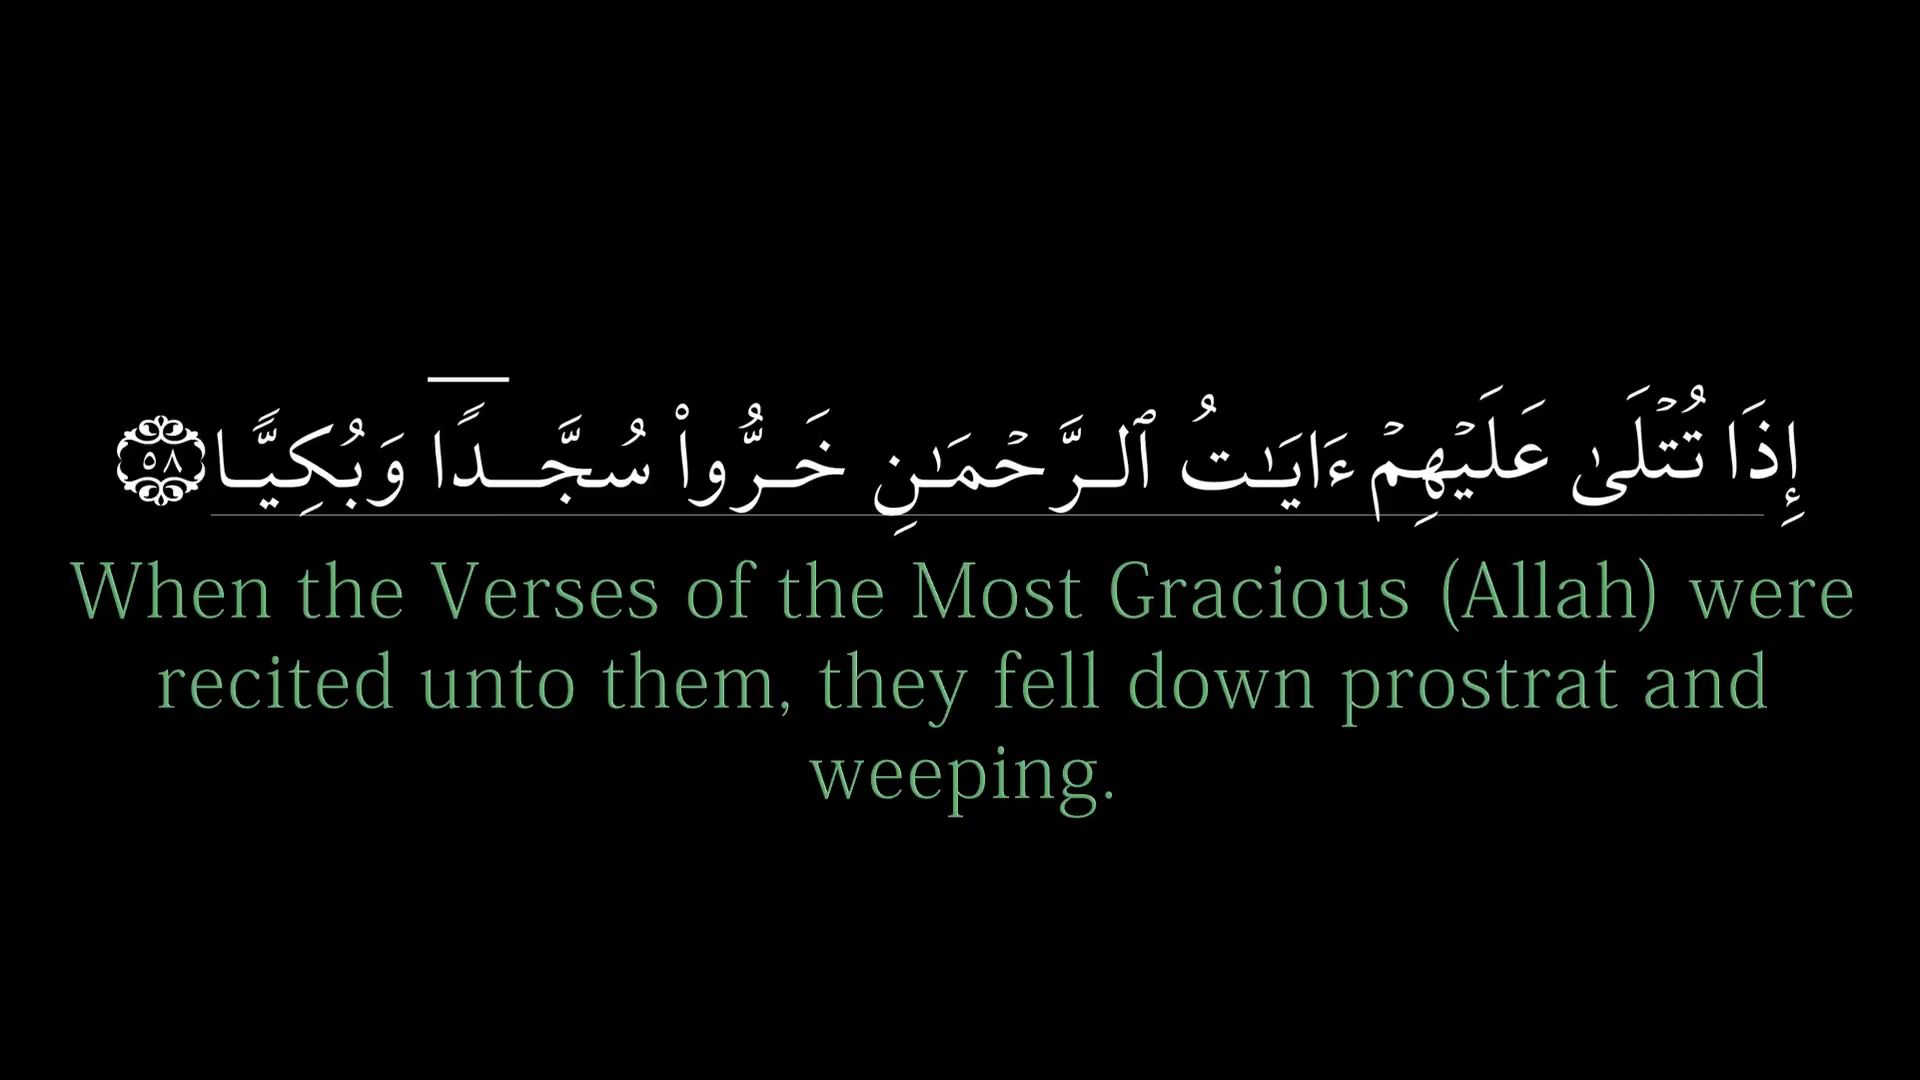 إِذَا تُتۡلَىٰ عَلَيۡهِمۡ ءَايَٰتُ ٱلرَّحۡمَٰنِ خَرُّواْۤ سُجَّدࣰا وَبُكِيࣰّا ۝٥٨
When the Verses of the Most Gracious (Allah) were
recited unto them, they fell down prostrat and
weeping.